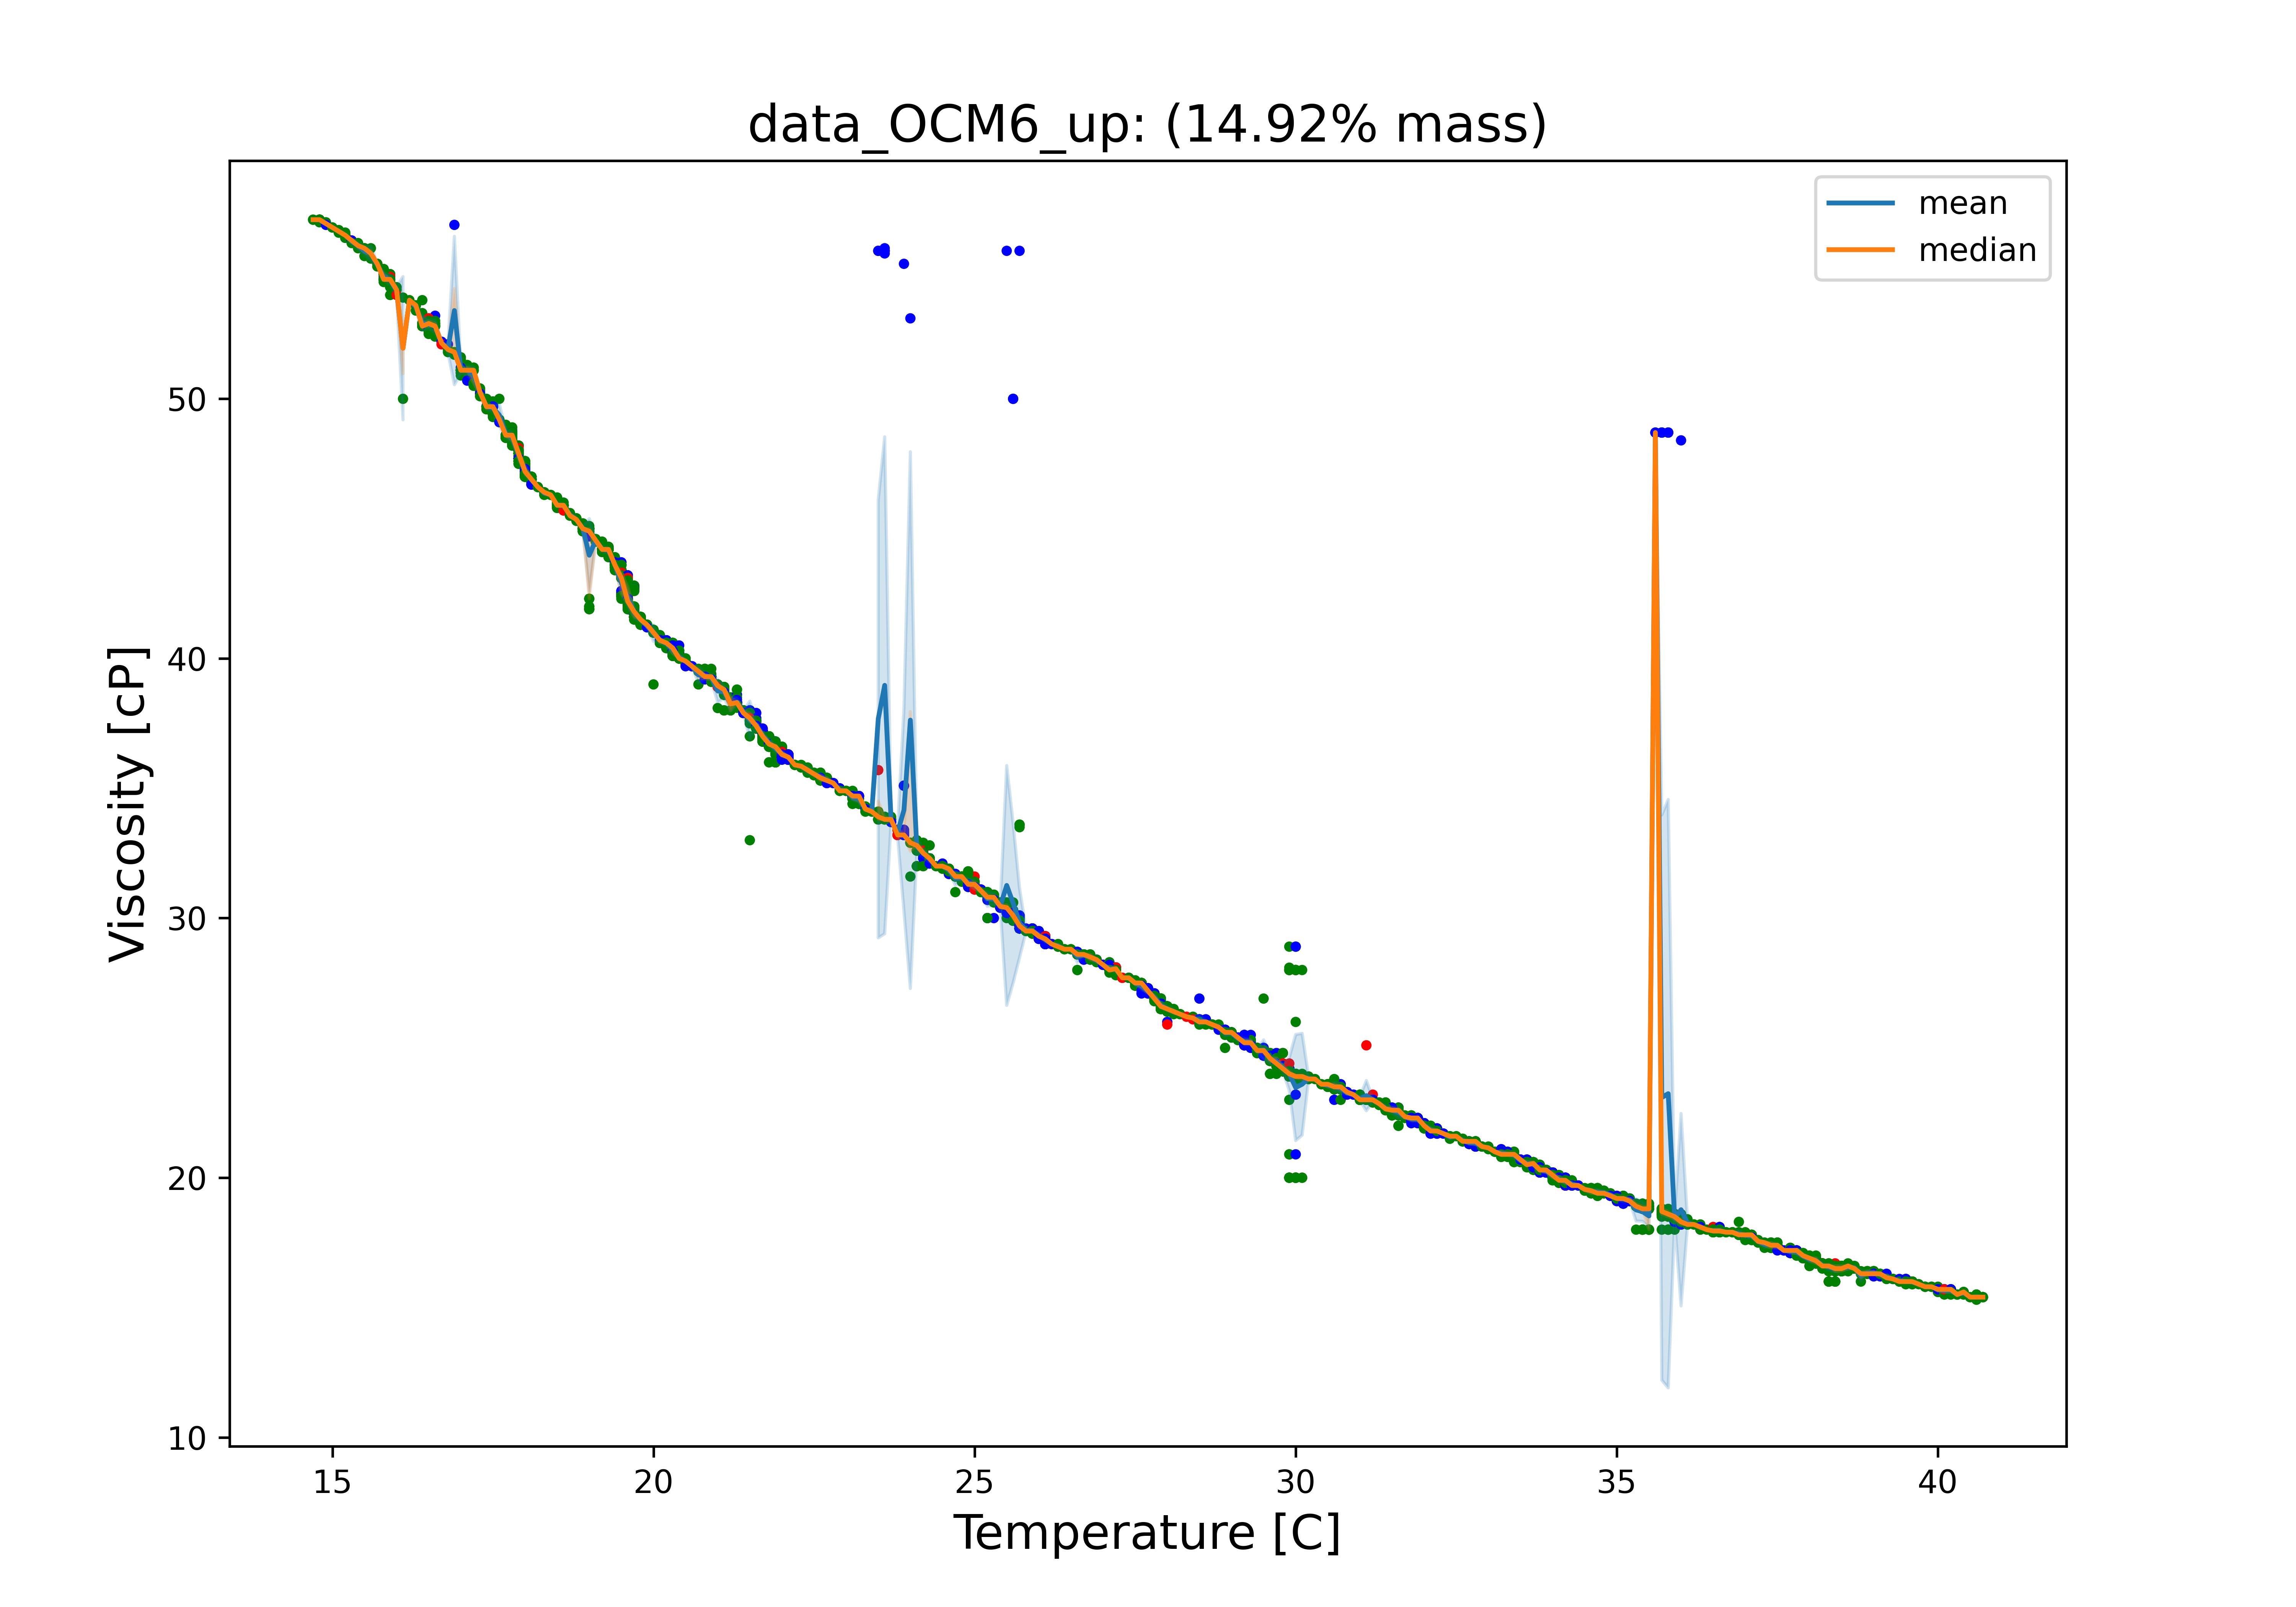 data_OCM6_up: (14.92% mass)
mean
median
50
40
30
20
10
Viscosity [cP]
15 20 25 30 35 40
Temperature [C]